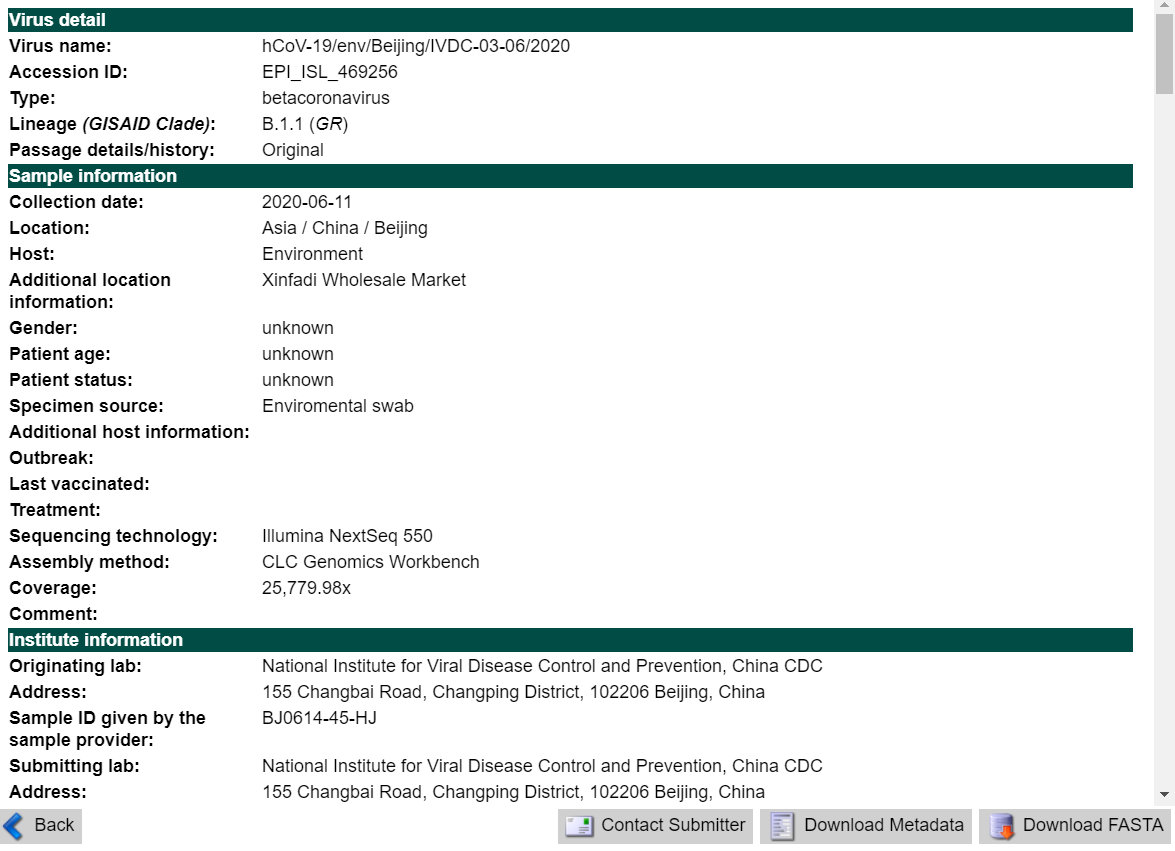 Virus detail
Virus name: hCoV-19/env/Beijing/IVDC-03-06/2020
Accession ID: EPI_ISL_469256
Type: betacoronavirus
Lineage (GISAID Clade): B.1.1 (GR)
Passage details/history: Original
Sample information
Collection date: 2020-06-11
Location: Asia / China / Beijing
Host: Environment
Additional location Xinfadi Wholesale Market
information:
Gender: unknown
Patient age: unknown
Patient status: unknown
Specimen source: Enviromental swab
Additional host information:
Outbreak:
Last vaccinated:
Treatment:
Sequencing technology: Illumina NextSeq 550
Assembly method: CLC Genomics Workbench
Coverage: 25,779.98x
Comment:
Institute information
Originating lab: National Institute for Viral Disease Control and Prevention, China CDC
Address: 155 Changbai Road, Changping District, 102206 Beijing, China
Sample ID given by the BJ0614-45-HJ
sample provider:
Submitting lab: National Institute for Viral Disease Control and Prevention, China CDC
Address: 155 Changbai Road, Changping District, 102206 Beijing, China
Back Contact Submitter Download Metadata Download FASTA